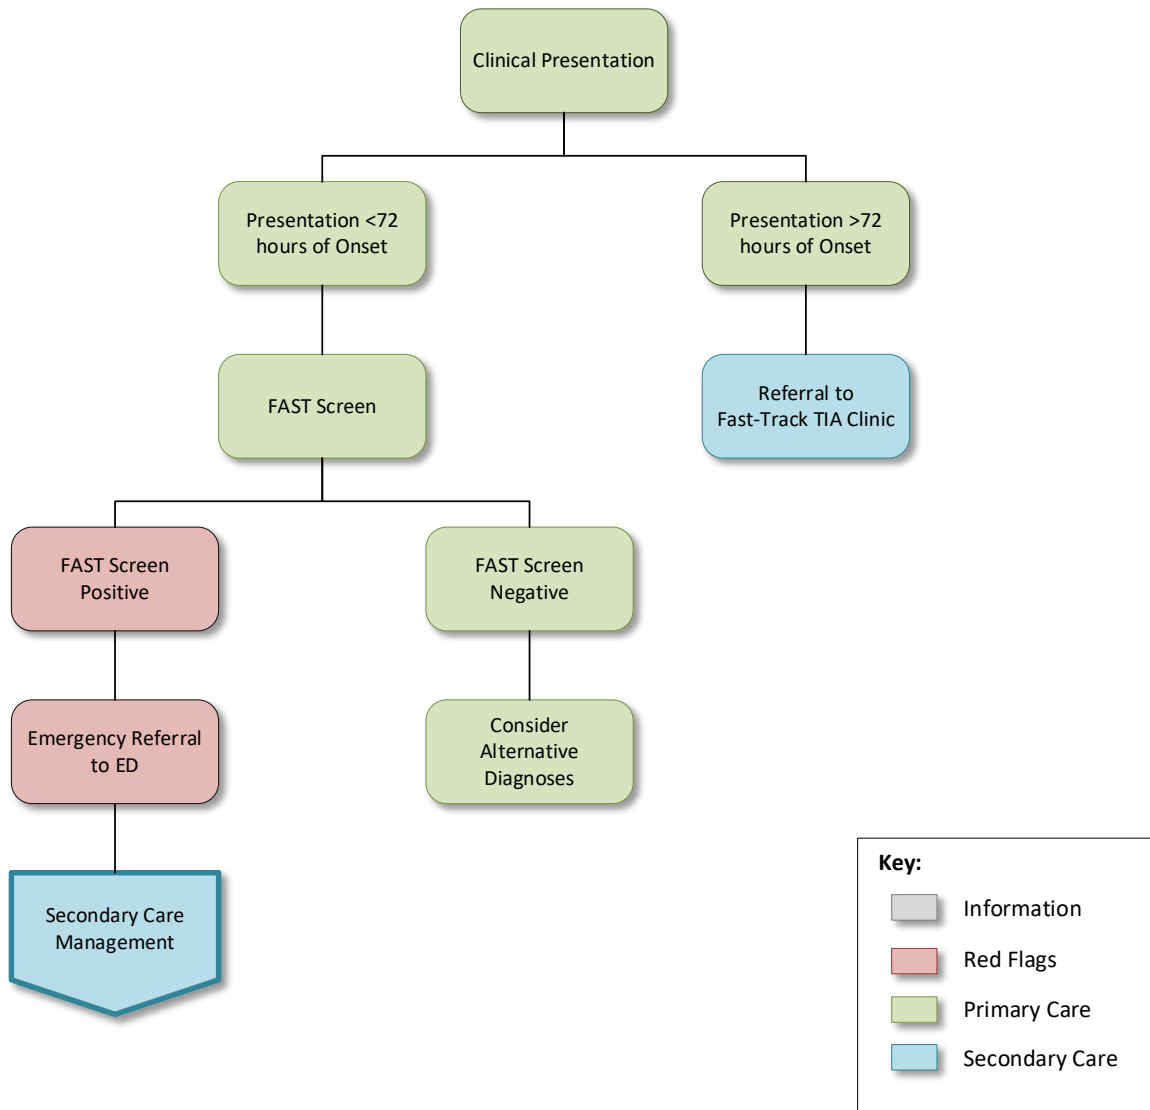 Clinical Presentation
Presentation <72
hours of Onset
Presentation >72
hours of Onset
FAST Screen
Referral to
Fast-Track TIA Clinic
FAST Screen
Positive
FAST Screen
Negative
Emergency Referral
to ED
Consider
Alternative
Diagnoses
Secondary Care
Management
Key:
Information
Red Flags
Primary Care
Secondary Care